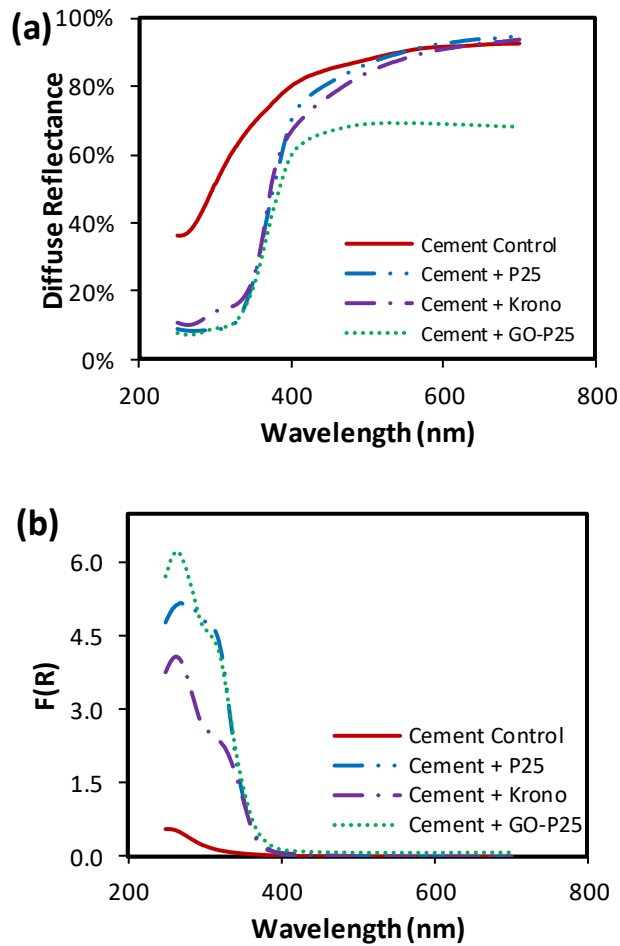 (a)
100%
80%
60%
40%
20%
0%
Diffuse Reflectance
Cement Control
Cement + P25
Cement + Krono
Cement + GO-P25
200 400 600 800
Wavelength (nm)
(b)
6.0
4.5
3.0
1.5
0.0
F(R)
Cement Control
Cement + P25
Cement + Krono
Cement + GO-P25
200 400 600 800
Wavelength (nm)